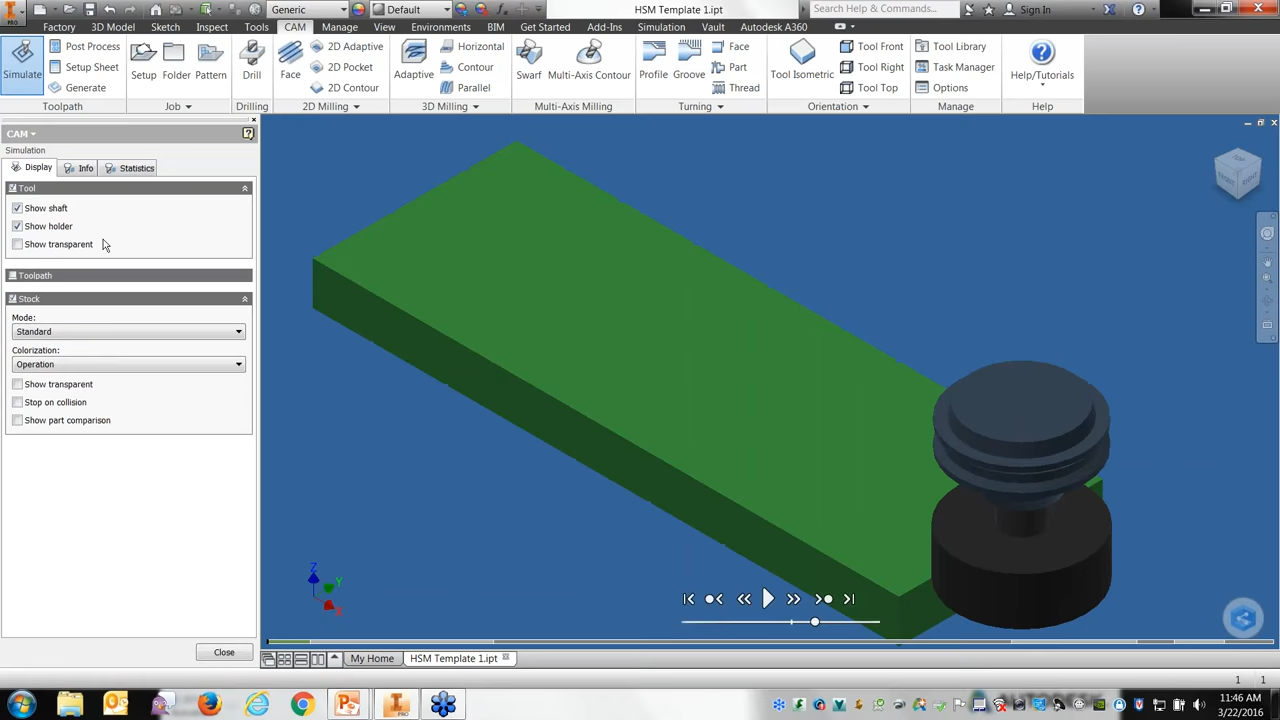 Generic
Default
HSM Template 1.ipt
Search Help & Commands...
Sign In
PRO
Factory 3D Model Sketch Inspect Tools CAM Manage View Environments BIM Get Started Add-Ins Simulation Vault Autodesk A360
Simulate
Post Process
Setup Sheet
Generate
Setup Folder Pattern
Drill
Face
2D Adaptive
2D Pocket
2D Contour
Adaptive
Horizontal
Contour
Parallel
Swarf
Multi-Axis Contour
Profile
Groove
Face
Part
Thread
Tool Isometric
Tool Front
Tool Right
Tool Top
Tool Library
Task Manager
Options
Help/Tutorials
Toolpath
Job
Drilling
2D Milling
3D Milling
Multi-Axis Milling
Turning
Orientation
Manage
Help
CAM
Simulation
Display
Info
Statistics
Tool
Show shaft
Show holder
Show transparent
Toolpath
Stock
Mode:
Standard
Colorization:
Operation
Show transparent
Stop on collision
Show part comparison
Close
TOP
FRONT
RIGHT
Z
Y
X
My Home
HSM Template 1.ipt
1 1
PRO
11:46 AM
3/22/2016